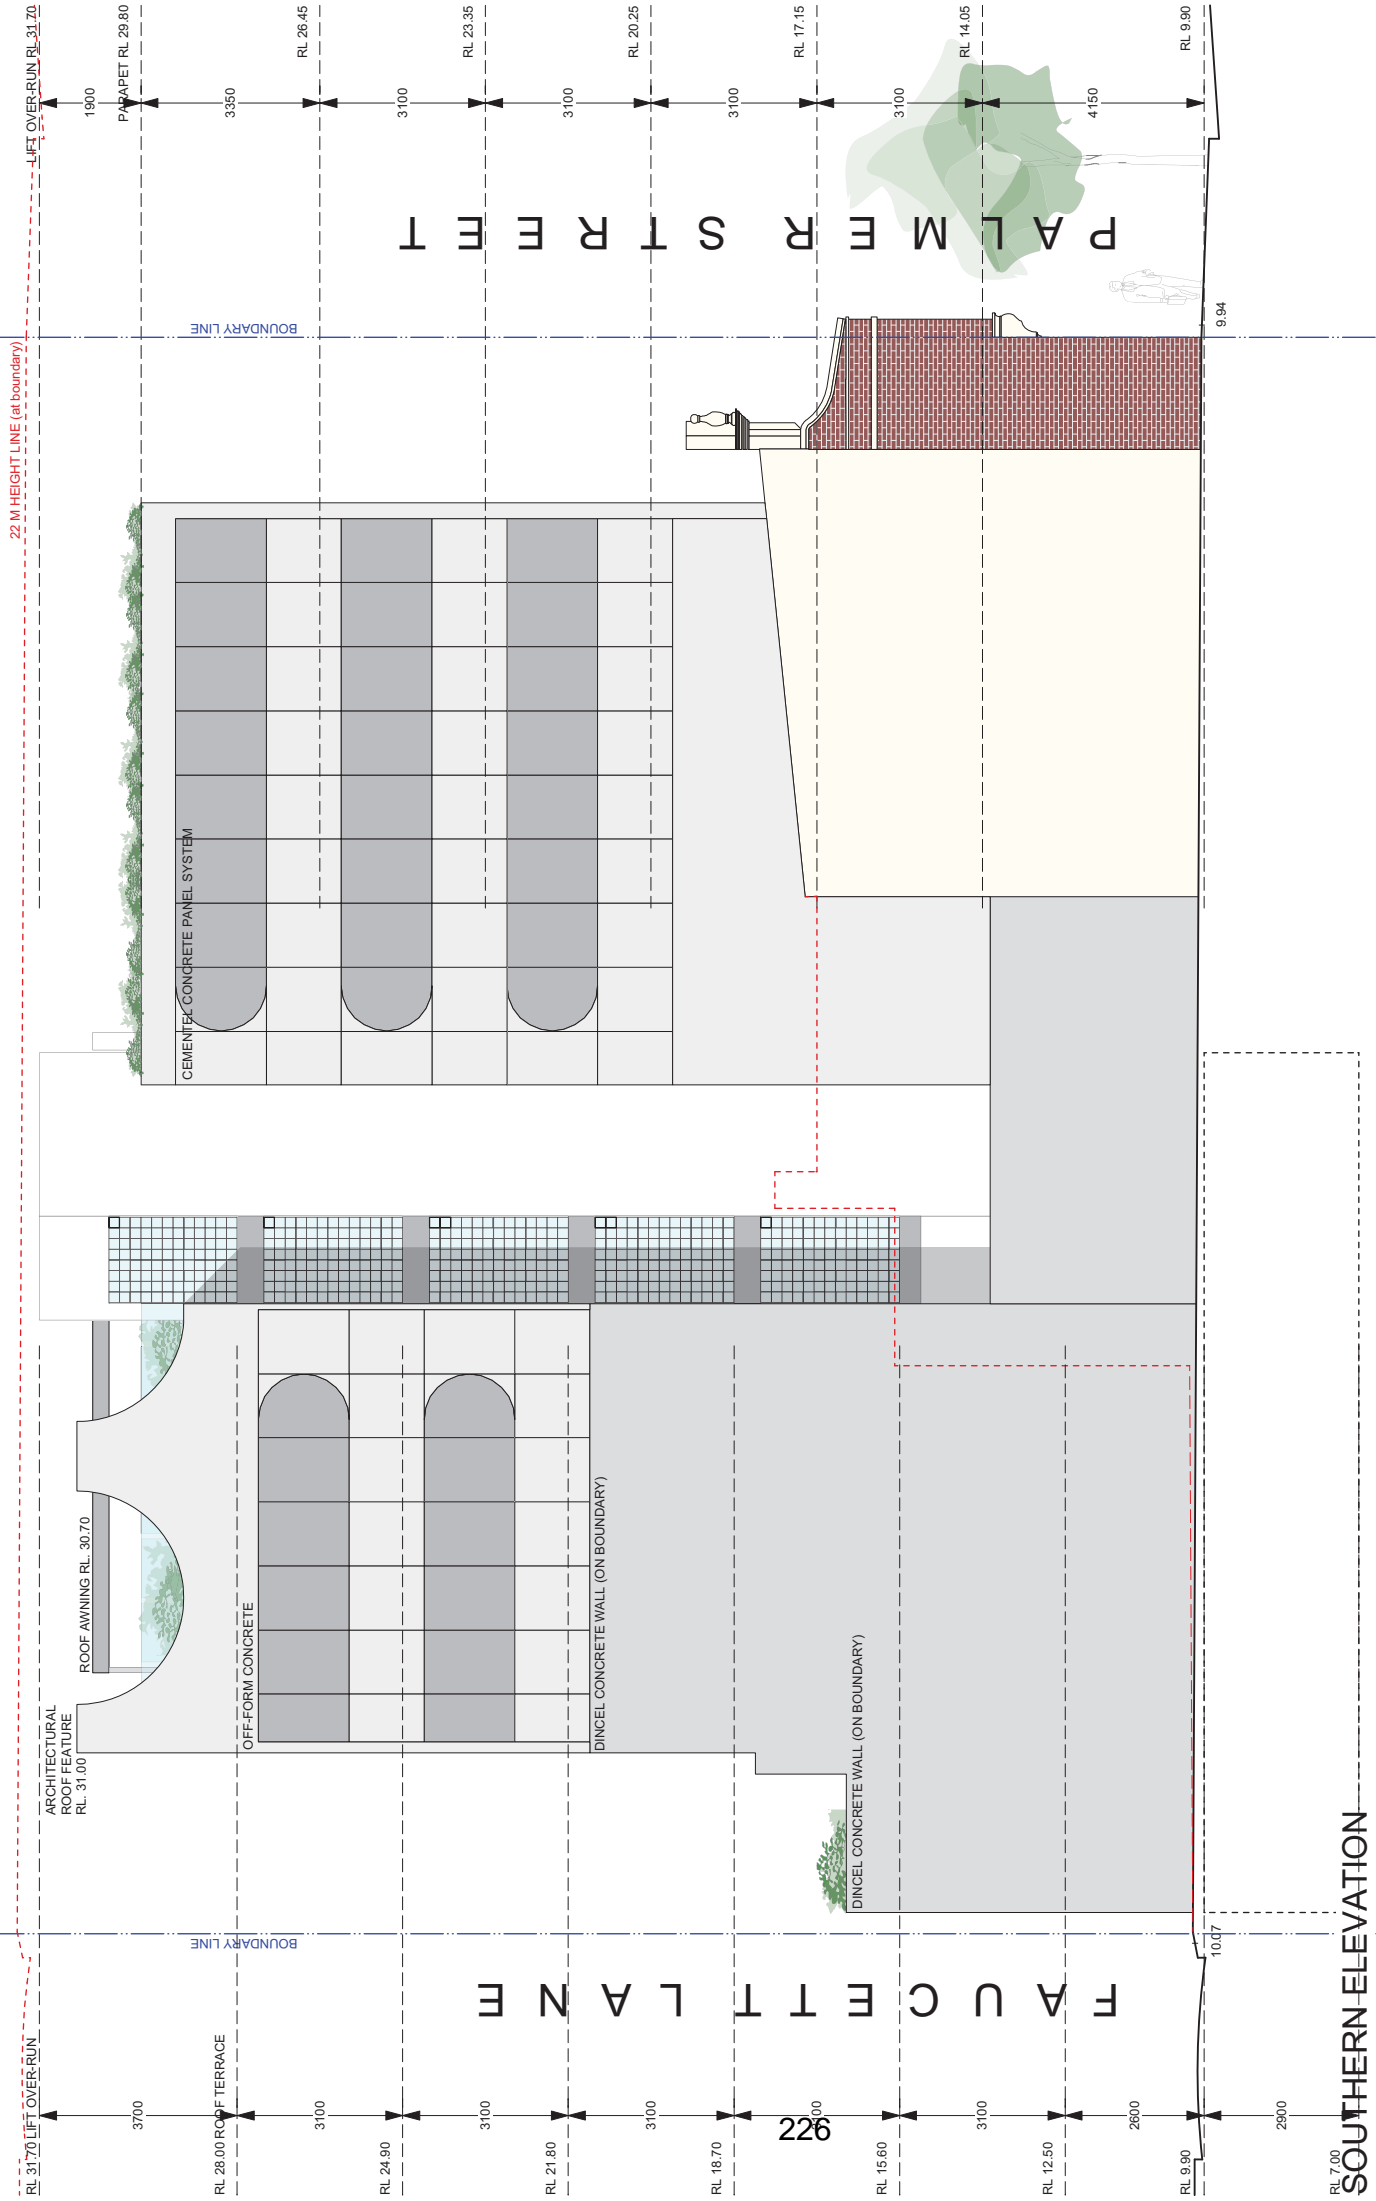 RL 31.70 LIFT OVER-RUN
RL 28.00 ROOF TERRACE
RL 24.90
RL 21.80
RL 18.70
RL 15.60
RL 12.50
RL 9.90
RL 7.00
3700
3100
3100
3100
3100
2600
2900
226
FAUCETT LANE
BOUNDARY LINE
10.07
ARCHITECTURAL
ROOF FEATURE
RL. 31.00
ROOF AWNING RL. 30.70
OFF-FORM CONCRETE
DINCEL CONCRETE WALL (ON BOUNDARY)
DINCEL CONCRETE WALL (ON BOUNDARY)
CEMENTEL CONCRETE PANEL SYSTEM
22 M HEIGHT LINE (at boundary)
BOUNDARY LINE
9.94
PALMER STREET
LIFT OVER-RUN RL 31.70
PARAPET RL 29.80
RL 26.45
RL 23.35
RL 20.25
RL 17.15
RL 14.05
RL 9.90
1900
3350
3100
3100
3100
3100
4150
SOUTHERN ELEVATION